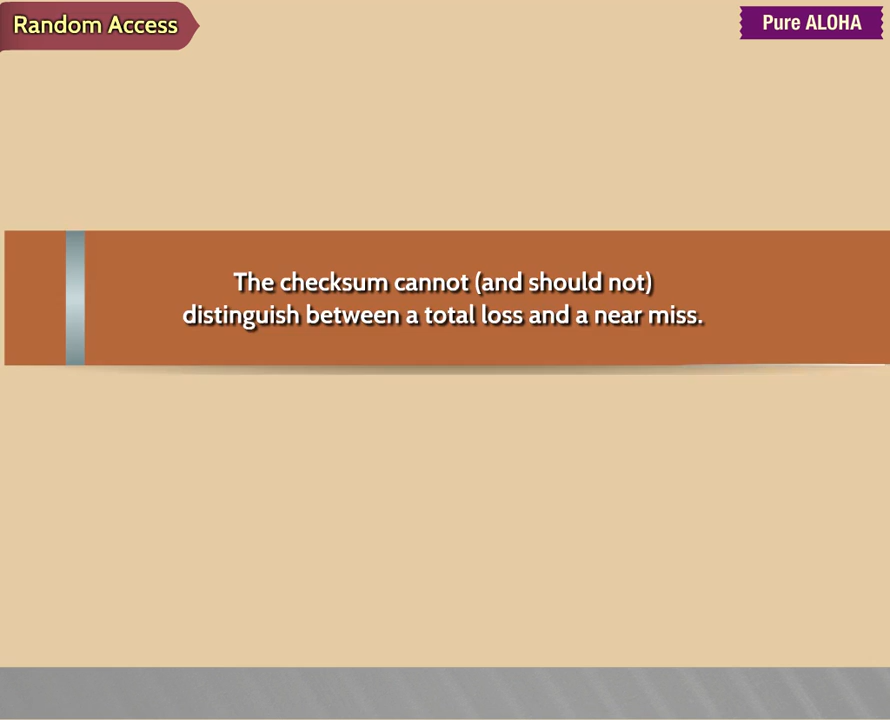 Random Access
Pure ALOHA
The checksum cannot (and should not)
distinguish between a total loss and a near miss.